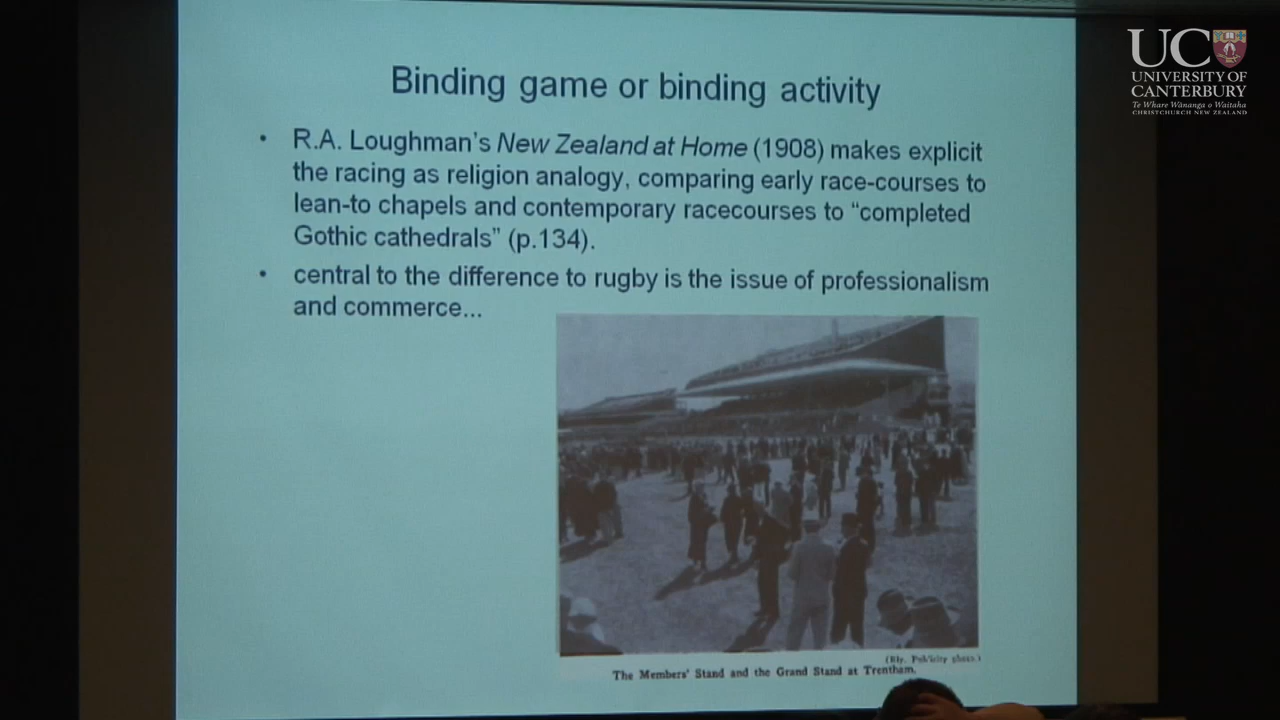 UC
UNIVERSITY OF
CANTERBURY
Te Whare Wānanga o Waitaha
CHRISTCHURCH NEW ZEALAND
Binding game or binding activity
• R.A. Loughman's New Zealand at Home (1908) makes explicit
the racing as religion analogy, comparing early race-courses to
lean-to chapels and contemporary racecourses to “completed
Gothic cathedrals” (p.134).
• central to the difference to rugby is the issue of professionalism
and commerce...
(Rly. Publicity photo.)
The Members' Stand and the Grand Stand at Trentham.